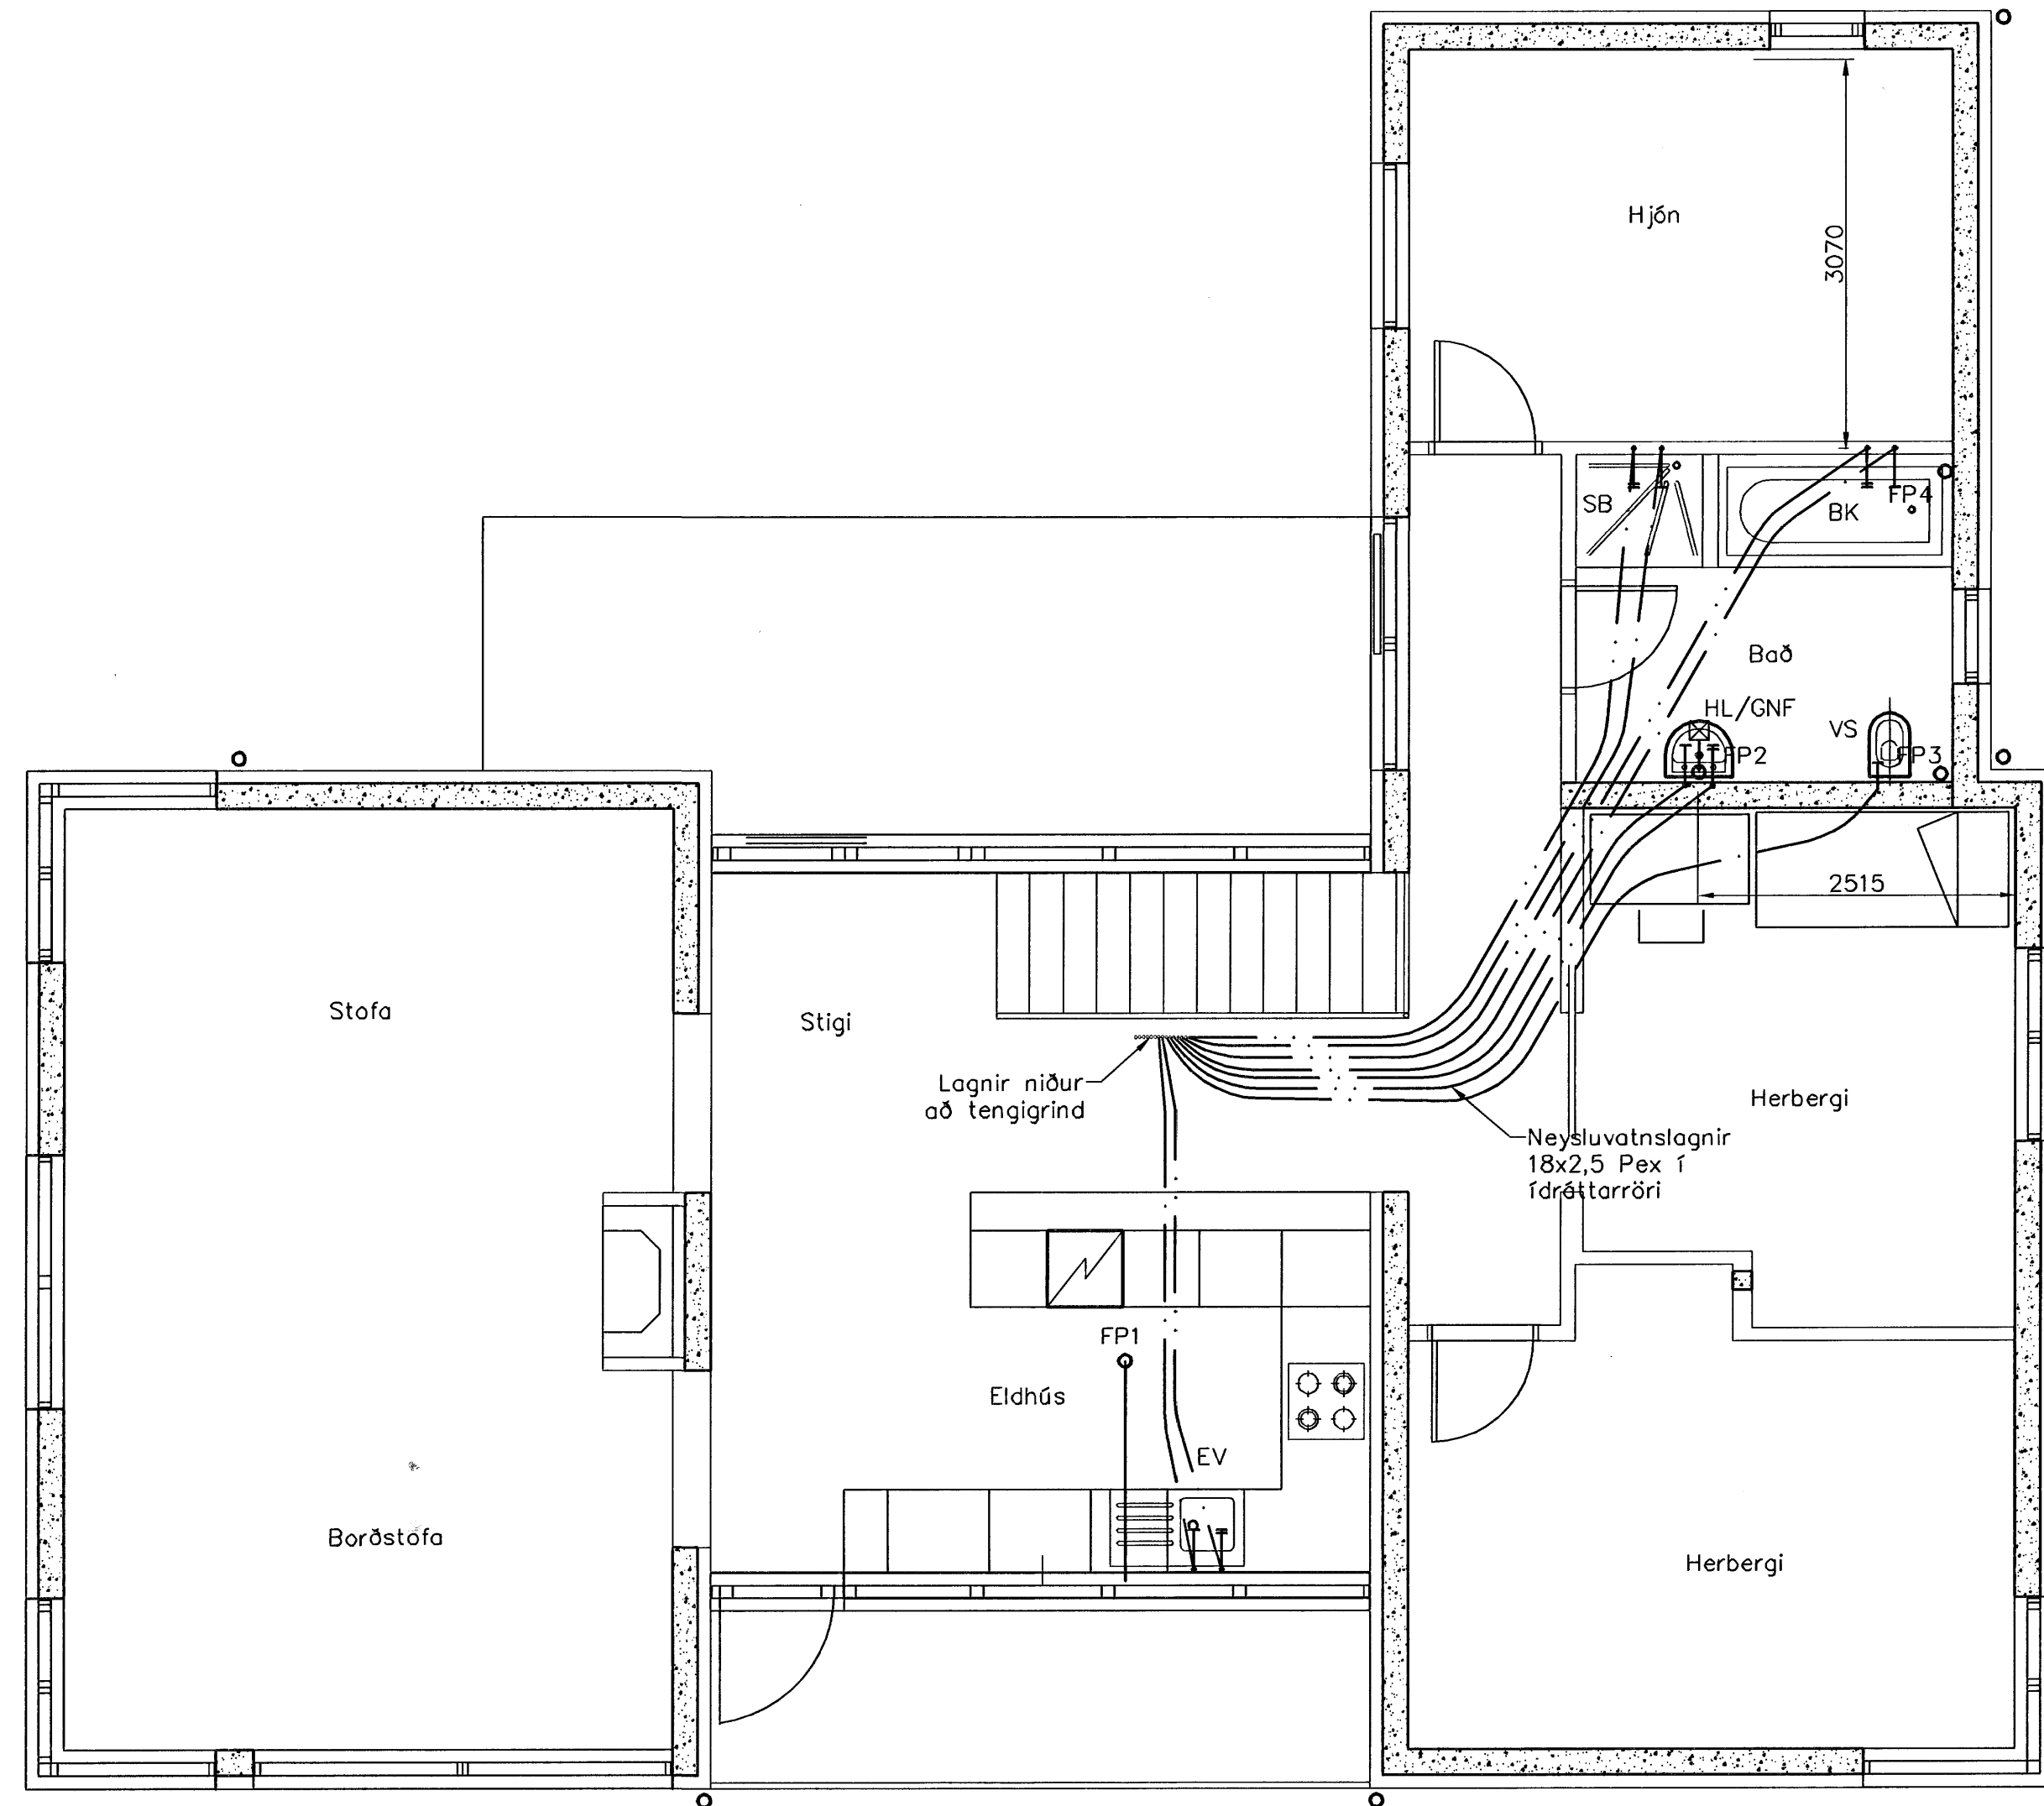 Hjón
3070
SB
BK
FP4
Bað
HL/GNF
VS
FP2
FP3
2515
Stofa
Stigi
Lagnir niður
að tengigrind
Herbergi
Neysluvatnslagnir
18x2,5 Pex í
ídráttarröri
FP1
Eldhús
EV
Borðstofa
Herbergi